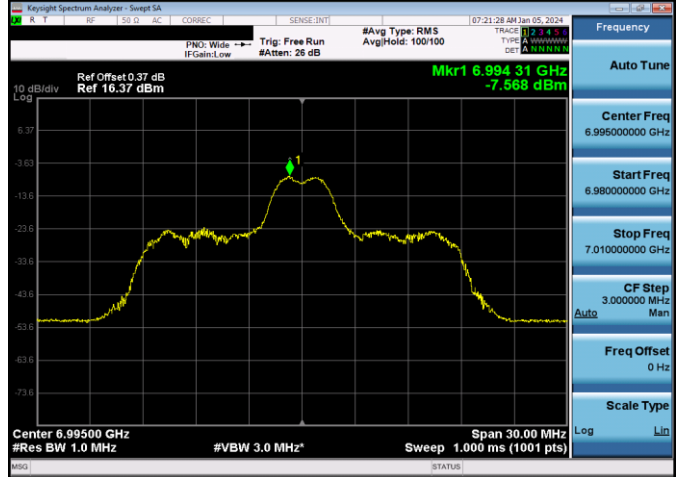 Keysight Spectrum Analyzer - Swept SA
R T RF 50 Ω AC CORREC SENSE:INT 07:21:28 AM Jan 05, 2024
PNO: Wide
IFGain:Low
Trig: Free Run
#Atten: 26 dB
#Avg Type: RMS
Avg|Hold: 100/100
TRACE 1 2 3 4 5 6
TYPE A WWWWW
DET A N N N N N
Ref Offset 0.37 dB
Ref 16.37 dBm
10 dB/div
Log
Mkr1 6.994 31 GHz
-7.568 dBm
6.37
-3.63
-13.6
-23.6
-33.6
-43.6
-53.6
-63.6
-73.6
1
Center 6.99500 GHz
#Res BW 1.0 MHz
#VBW 3.0 MHz*
Span 30.00 MHz
Sweep 1.000 ms (1001 pts)
MSG STATUS
Frequency
Auto Tune
Center Freq
6.995000000 GHz
Start Freq
6.980000000 GHz
Stop Freq
7.010000000 GHz
CF Step
3.000000 MHz
Auto Man
Freq Offset
0 Hz
Scale Type
Log Lin